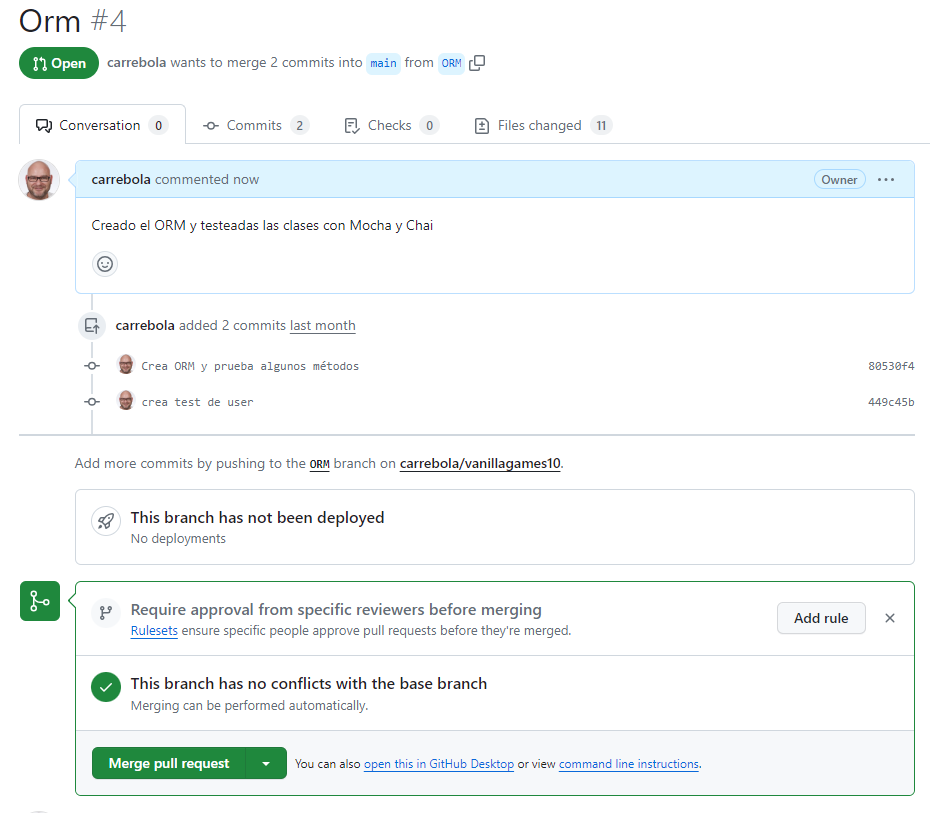 Orm #4
Open carrebola wants to merge 2 commits into main from ORM
Conversation 0 Commits 2 Checks 0 Files changed 11
carrebola commented now Owner
Creado el ORM y testeadas las clases con Mocha y Chai
carrebola added 2 commits last month
Crea ORM y prueba algunos métodos 80530f4
crea test de user 449c45b
Add more commits by pushing to the ORM branch on carrebola/vanillagames10.
This branch has not been deployed
No deployments
Require approval from specific reviewers before merging
Rulesets ensure specific people approve pull requests before they're merged.
Add rule
This branch has no conflicts with the base branch
Merging can be performed automatically.
Merge pull request You can also open this in GitHub Desktop or view command line instructions.